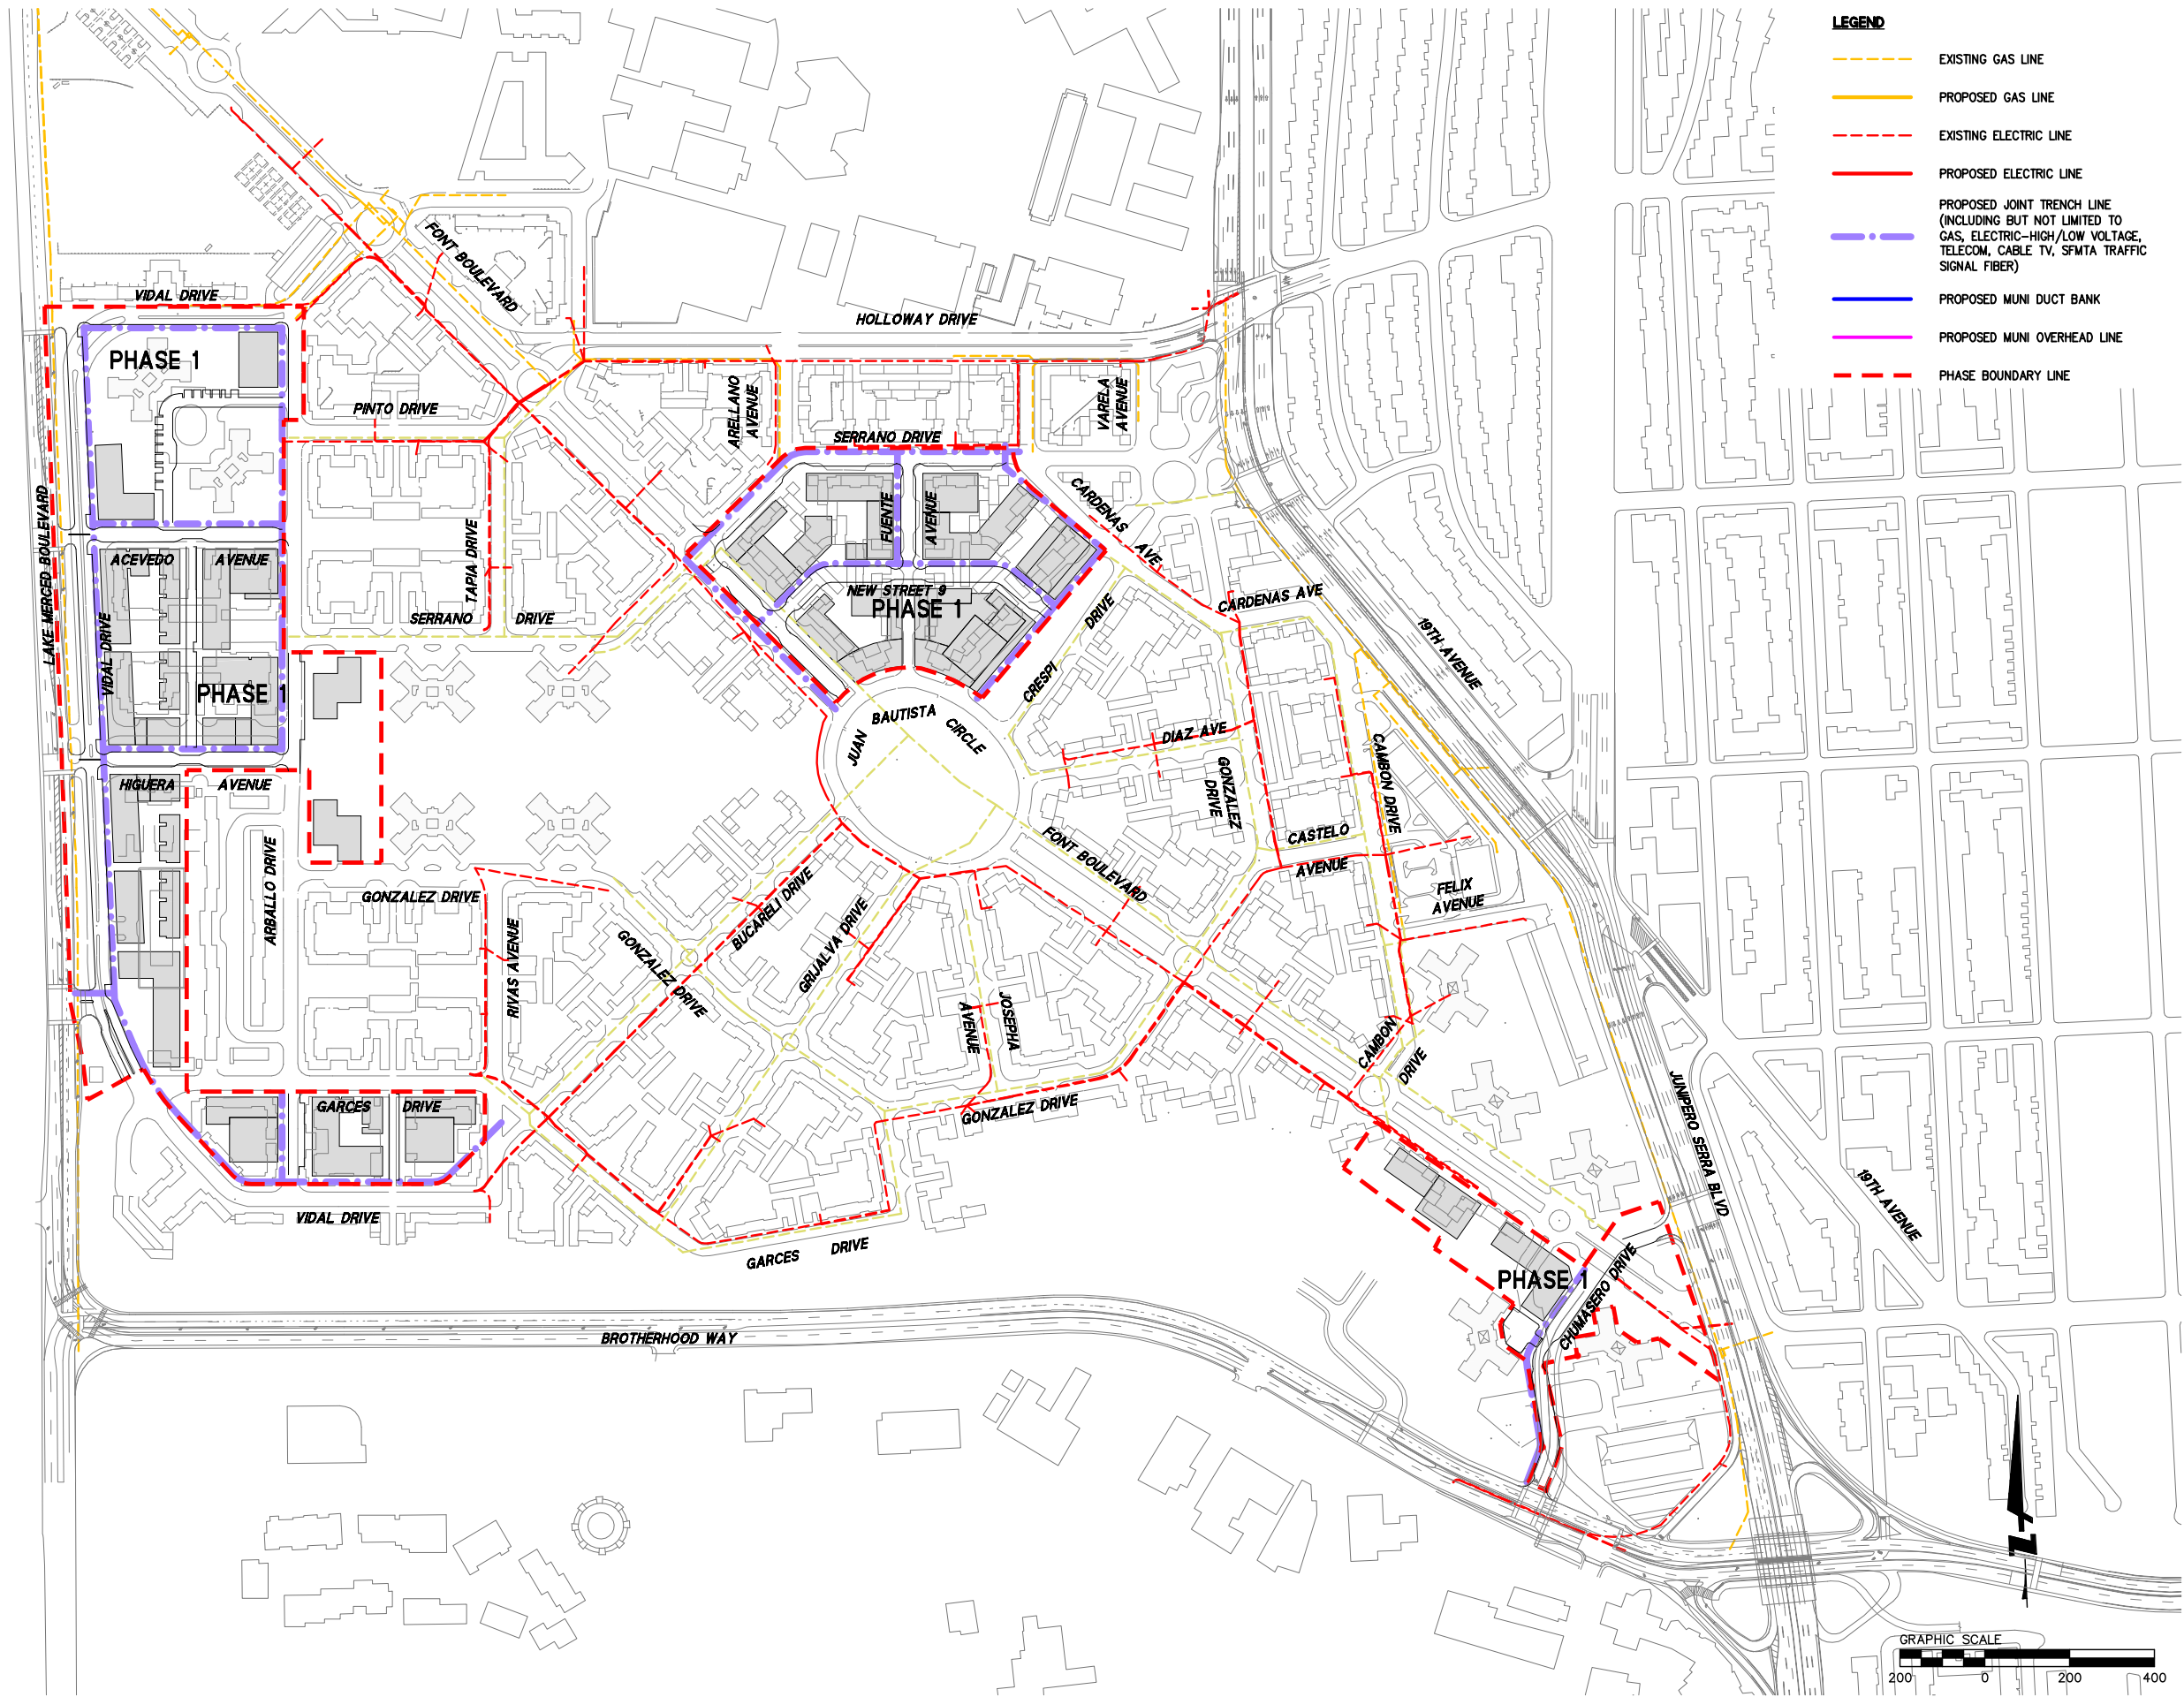 LEGEND
EXISTING GAS LINE
PROPOSED GAS LINE
EXISTING ELECTRIC LINE
PROPOSED ELECTRIC LINE
PROPOSED JOINT TRENCH LINE
(INCLUDING BUT NOT LIMITED TO
GAS, ELECTRIC-HIGH/LOW VOLTAGE,
TELECOM, CABLE TV, SFMTA TRAFFIC
SIGNAL FIBER)
PROPOSED MUNI DUCT BANK
PROPOSED MUNI OVERHEAD LINE
PHASE BOUNDARY LINE
FONT BOULEVARD
VIDAL DRIVE
HOLLOWAY DRIVE
PHASE 1
PINTO DRIVE
ARELLANO
AVENUE
VARELA
AVENUE
SERRANO DRIVE
CARDENAS
AVE
FUENTE
AVENUE
LAKE MERCED BOULEVARD
ACEVEDO
AVENUE
TAPIA DRIVE
SERRANO
DRIVE
NEW STREET 9
PHASE 1
CARDENAS AVE
CRESPI
DRIVE
19TH AVENUE
VIDAL DRIVE
PHASE 1
JUAN
BAUTISTA
CIRCLE
DIAZ AVE
GONZALEZ
DRIVE
CAMBON DRIVE
HIGUERA
AVENUE
CASTELO
AVENUE
FONT BOULEVARD
ARBALLO DRIVE
GONZALEZ DRIVE
RIVAS AVENUE
BUCARELI DRIVE
GRIJALVA DRIVE
GONZALEZ DRIVE
FELIX
AVENUE
AVENUE
JOSEPHA
CAMBON
DRIVE
GARCES
DRIVE
GONZALEZ DRIVE
JUNIPERO SERRA BLVD
19TH AVENUE
VIDAL DRIVE
GARCES
DRIVE
PHASE 1
CHUMASERO DRIVE
BROTHERHOOD WAY
N
GRAPHIC SCALE
200
0
200
400